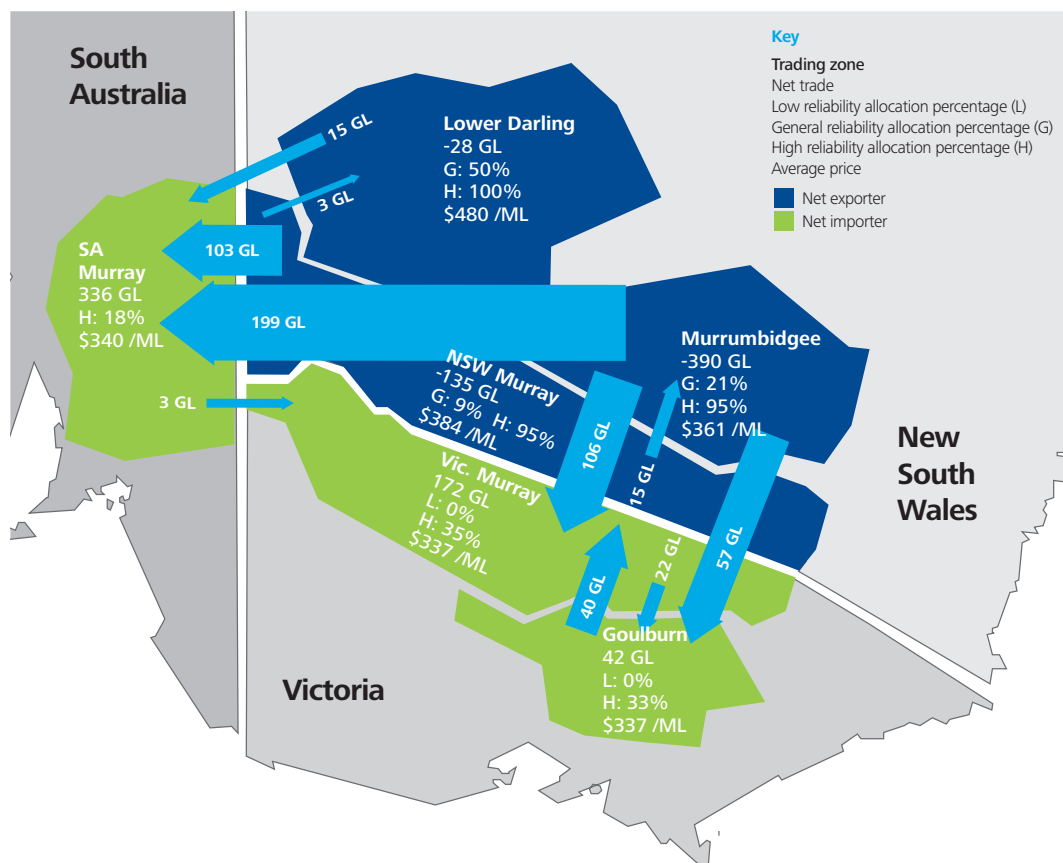 South
Australia
Key
Trading zone
Net trade
Low reliability allocation percentage (L)
General reliability allocation percentage (G)
High reliability allocation percentage (H)
Average price
Net exporter
Net importer
15 GL
Lower Darling
-28 GL
G: 50%
H: 100%
$480 /ML
3 GL
103 GL
SA
Murray
336 GL
H: 18%
$340 /ML
199 GL
Murrumbidgee
-390 GL
G: 21%
H: 95%
$361 /ML
NSW Murray
-135 GL
G: 9% H: 95%
$384 /ML
3 GL
106 GL
15 GL
New
South
Wales
Vic. Murray
172 GL
L: 0%
H: 35%
$337 /ML
57 GL
40 GL
22 GL
Goulburn
42 GL
L: 0%
H: 33%
$337 /ML
Victoria